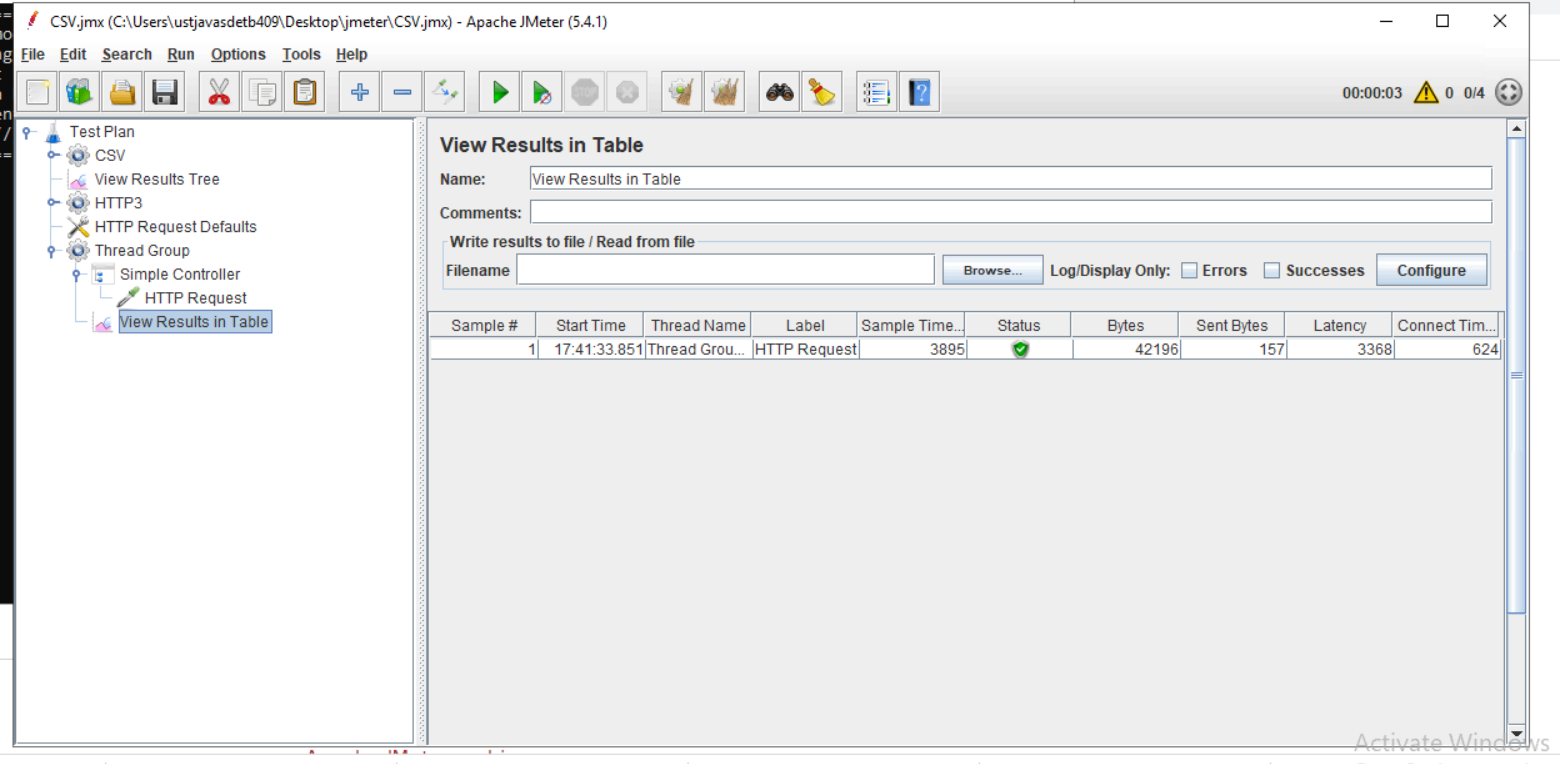 CSV.jmx (C:\Users\ustjavasdetb409\Desktop\jmeter\CSV.jmx) - Apache JMeter (5.4.1)
File Edit Search Run Options Tools Help
STOP
00:00:03 0 0/4
Test Plan
CSV
View Results Tree
HTTP3
HTTP Request Defaults
Thread Group
Simple Controller
HTTP Request
View Results in Table
View Results in Table
Name: View Results in Table
Comments:
Write results to file / Read from file
Filename Browse... Log/Display Only: Errors Successes Configure
Sample # Start Time Thread Name Label Sample Time... Status Bytes Sent Bytes Latency Connect Tim...
1 17:41:33.851 Thread Grou... HTTP Request 3895 42196 157 3368 624
Activate Windows